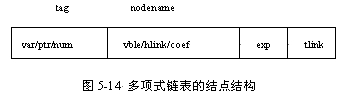 tag nodename
var/ptr/num vble/hlink/coef exp tlink
图 5-14 多项式链表的结点结构